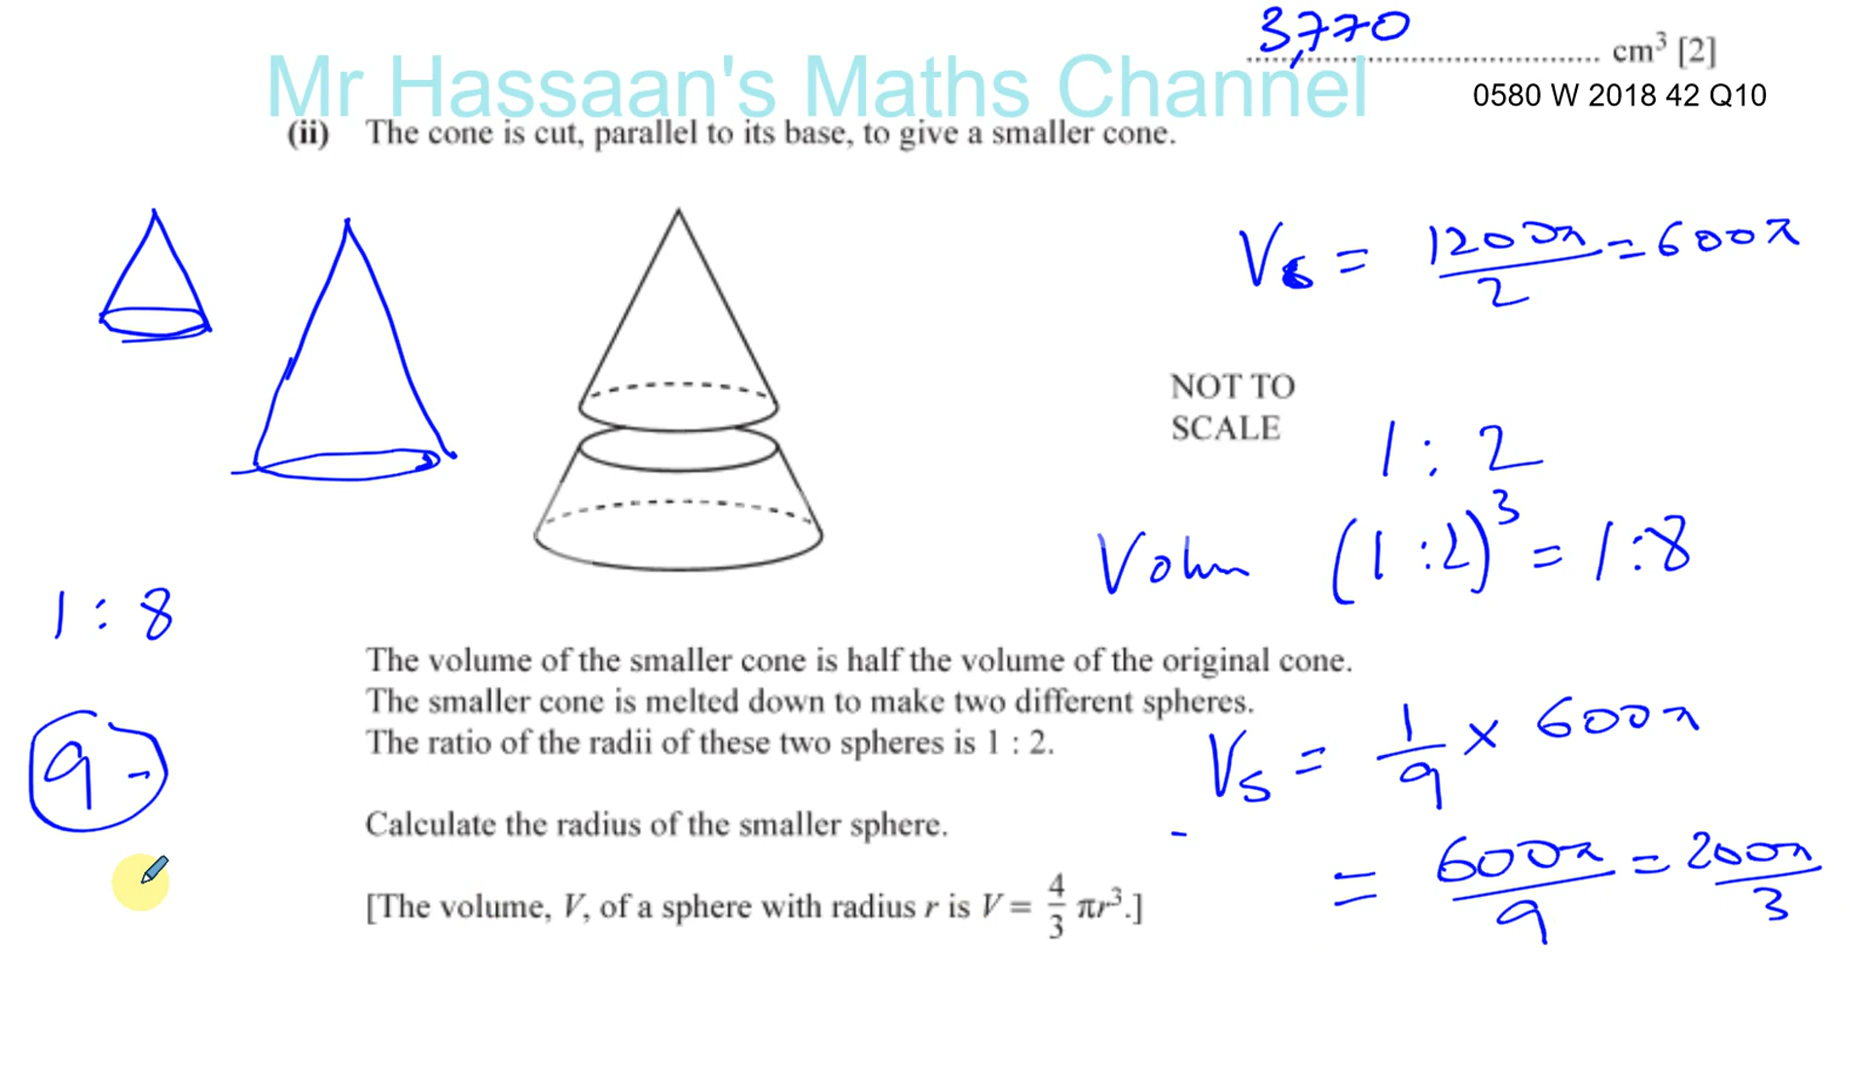 3,770
cm³ [2]
Mr Hassaan's Maths Channel
0580 W 2018 42 Q10
(ii) The cone is cut, parallel to its base, to give a smaller cone.
V = 1200π/2 = 600π
NOT TO
SCALE
1 : 2
Volum (1 : 2)³ = 1 : 8
1 : 8
The volume of the smaller cone is half the volume of the original cone.
The smaller cone is melted down to make two different spheres.
The ratio of the radii of these two spheres is 1 : 2.
Vs = 1/9 × 600π
9
Calculate the radius of the smaller sphere.
= 600π/9 = 200π/3
[The volume, V, of a sphere with radius r is V = 4/3 πr³.]